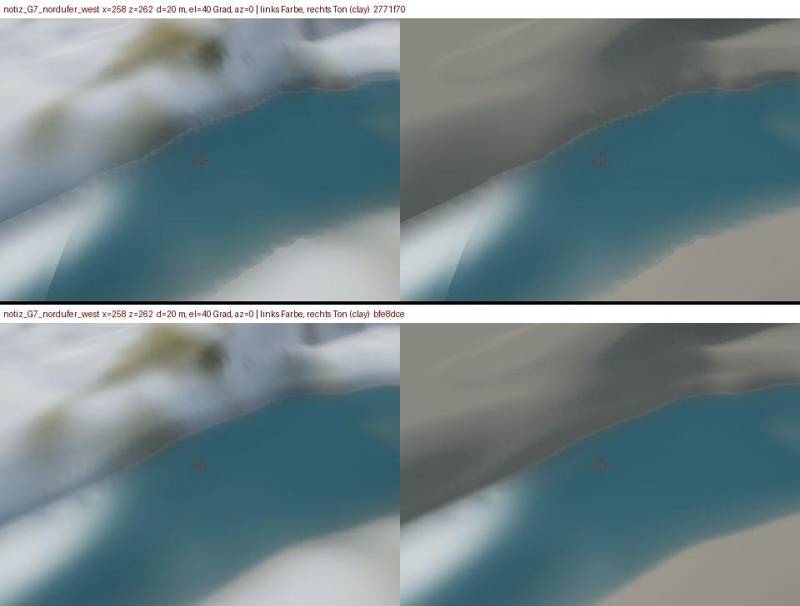 notiz_G7_nordufer_west x=258 z=262 d=20 m, el=40 Grad, az=0 | links Farbe, rechts Ton (clay) 2771f70
notiz_G7_nordufer_west x=258 z=262 d=20 m, el=40 Grad, az=0 | links Farbe, rechts Ton (clay) bfe8dce